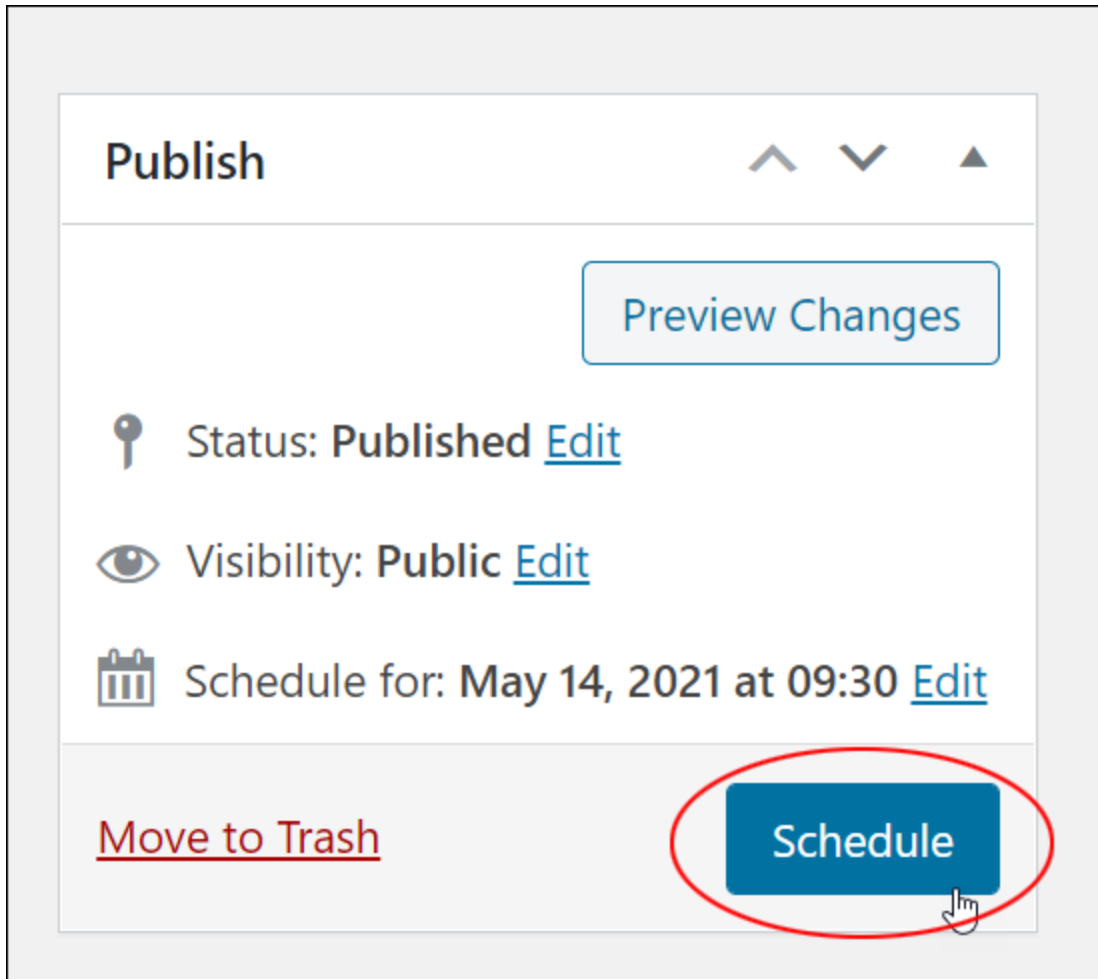 Publish
Preview Changes
Status: Published Edit
Visibility: Public Edit
Schedule for: May 14, 2021 at 09:30 Edit
Move to Trash
Schedule